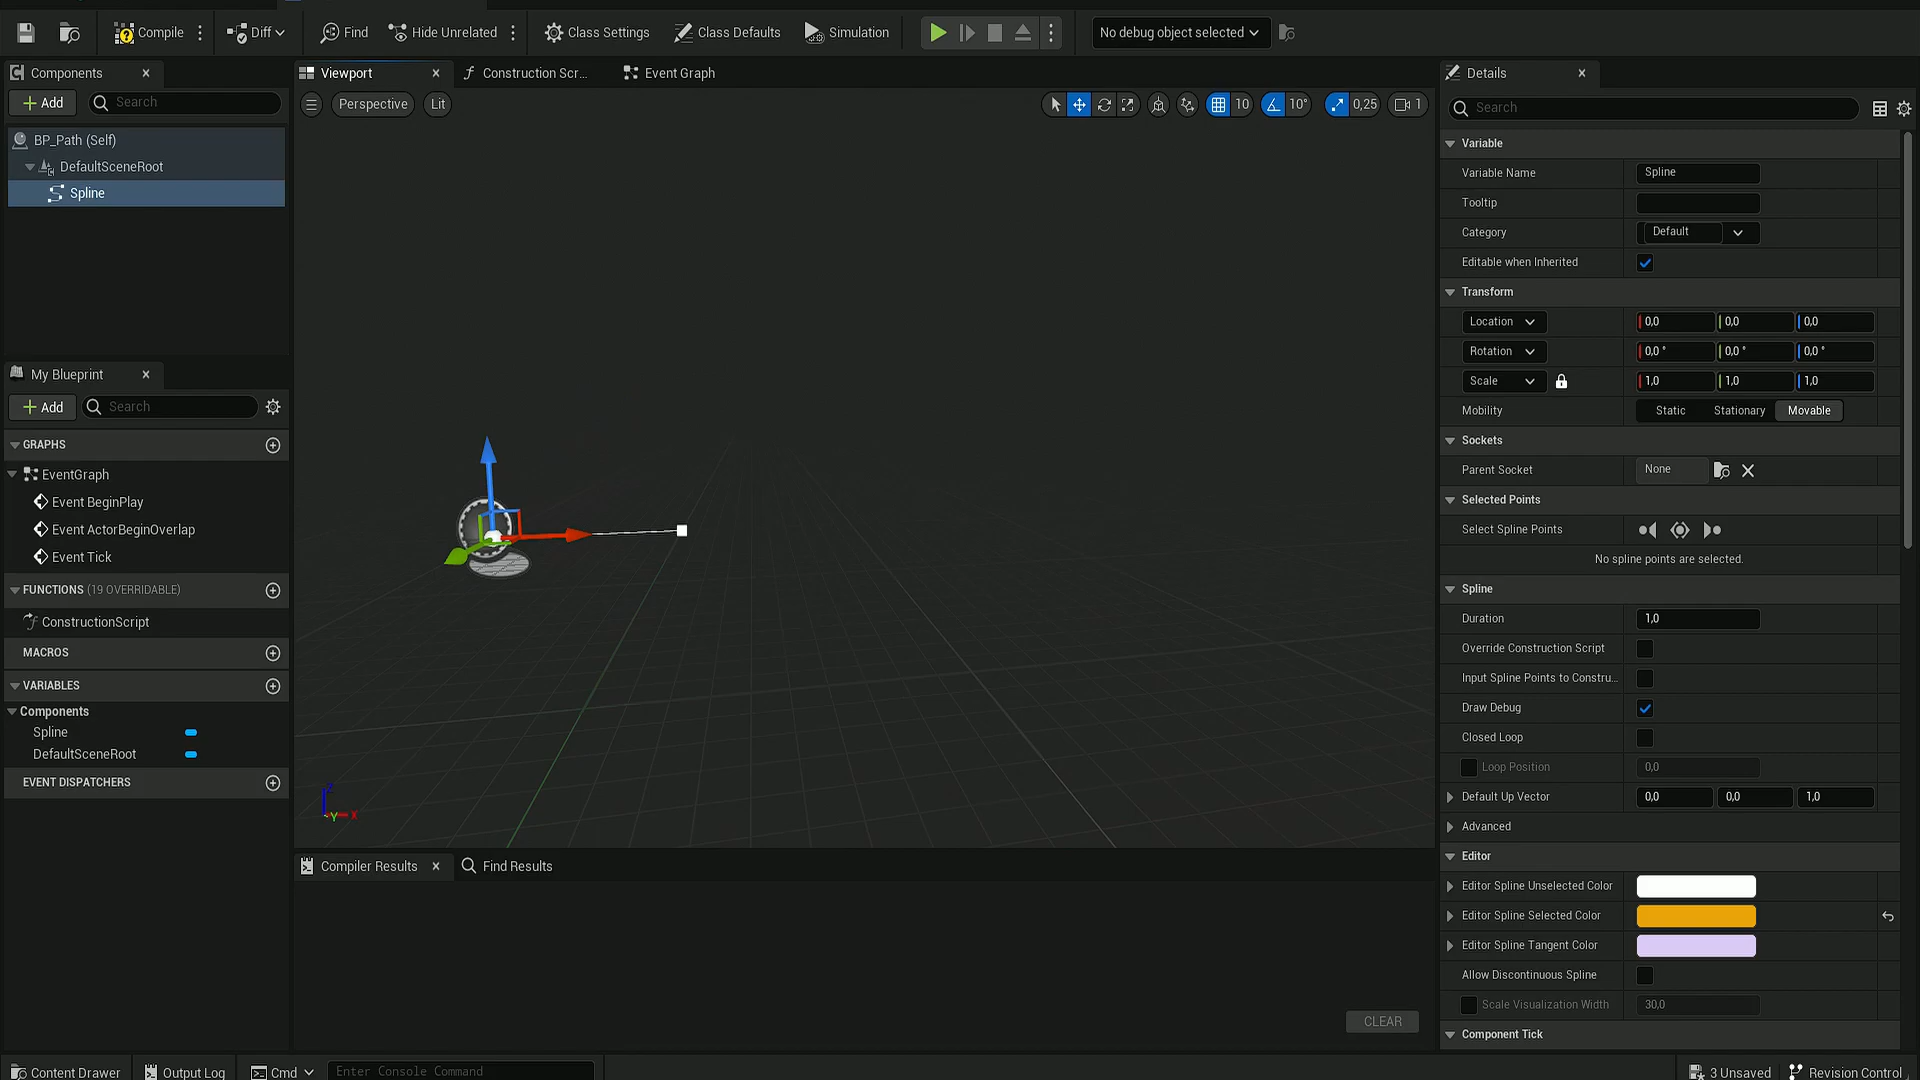 Compile
Diff
Find
Hide Unrelated
Class Settings
Class Defaults
Simulation
No debug object selected
Components
Add
Search
BP_Path (Self)
DefaultSceneRoot
Spline
My Blueprint
Add
Search
GRAPHS
EventGraph
Event BeginPlay
Event ActorBeginOverlap
Event Tick
FUNCTIONS (19 OVERRIDABLE)
ConstructionScript
MACROS
VARIABLES
Components
Spline
DefaultSceneRoot
EVENT DISPATCHERS
Viewport
Construction Scr...
Event Graph
Perspective
Lit
10
10°
0,25
1
Z
Y
X
Compiler Results
Find Results
CLEAR
Details
Search
Variable
Variable Name
Spline
Tooltip
Category
Default
Editable when Inherited
Transform
Location
0,0
0,0
0,0
Rotation
0,0 °
0,0 °
0,0 °
Scale
1,0
1,0
1,0
Mobility
Static
Stationary
Movable
Sockets
Parent Socket
None
Selected Points
Select Spline Points
No spline points are selected.
Spline
Duration
1,0
Override Construction Script
Input Spline Points to Constru...
Draw Debug
Closed Loop
Loop Position
0,0
Default Up Vector
0,0
0,0
1,0
Advanced
Editor
Editor Spline Unselected Color
Editor Spline Selected Color
Editor Spline Tangent Color
Allow Discontinuous Spline
Scale Visualization Width
30,0
Component Tick
Content Drawer
Output Log
Cmd
Enter Console Command
3 Unsaved
Revision Control